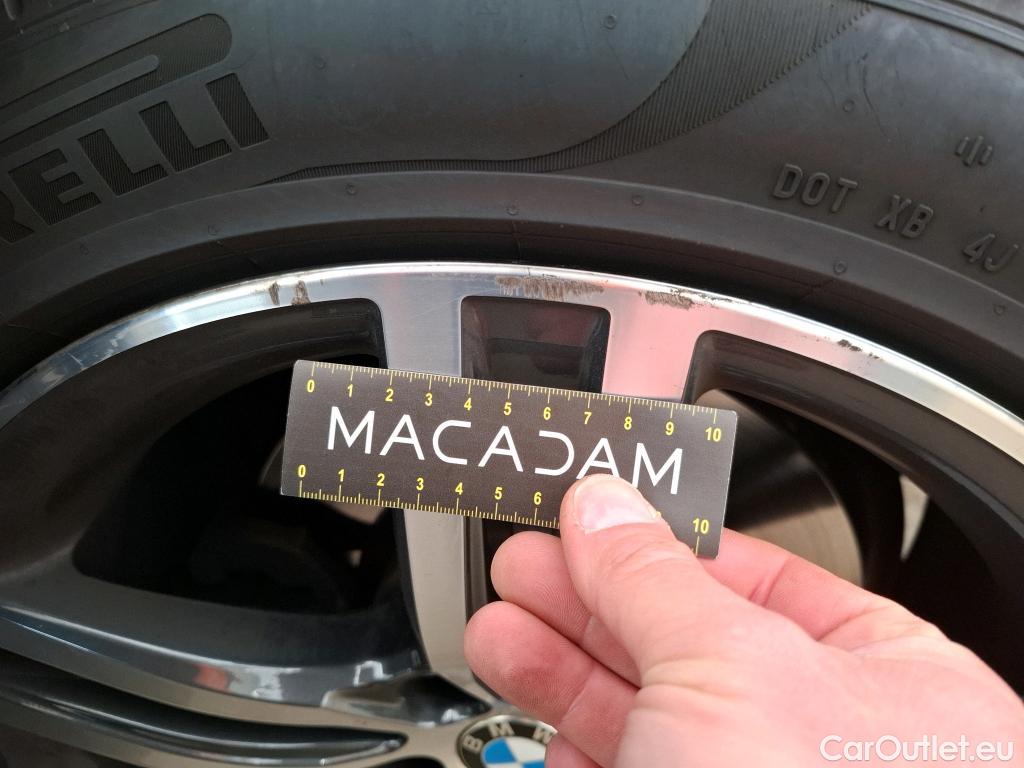 RELLI
DOT XB 4J
0 1 2 3 4 5 6 7 8 9 10
MACADAM
0 1 2 3 4 5 6 10
BMW
CarOutlet.eu